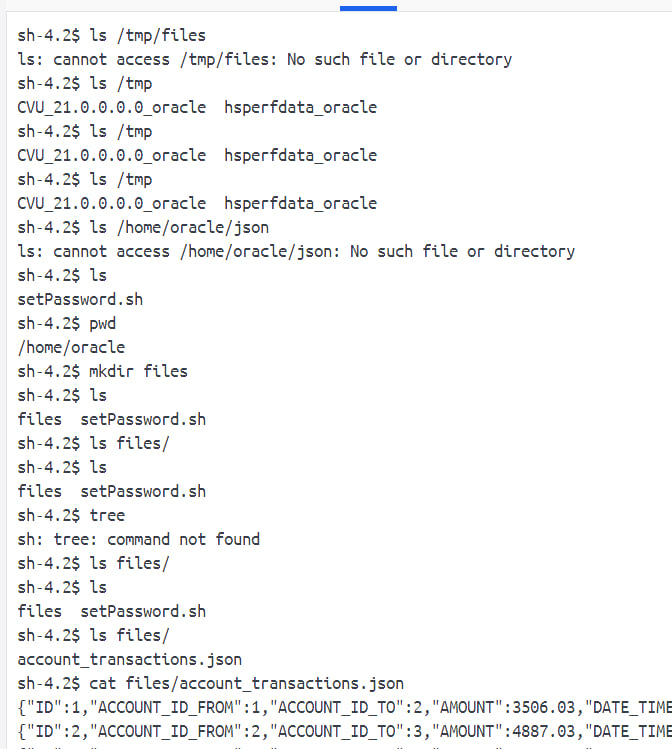 sh-4.2$ ls /tmp/files
ls: cannot access /tmp/files: No such file or directory
sh-4.2$ ls /tmp
CVU_21.0.0.0.0_oracle  hsperfdata_oracle
sh-4.2$ ls /tmp
CVU_21.0.0.0.0_oracle  hsperfdata_oracle
sh-4.2$ ls /tmp
CVU_21.0.0.0.0_oracle  hsperfdata_oracle
sh-4.2$ ls /home/oracle/json
ls: cannot access /home/oracle/json: No such file or directory
sh-4.2$ ls
setPassword.sh
sh-4.2$ pwd
/home/oracle
sh-4.2$ mkdir files
sh-4.2$ ls
files  setPassword.sh
sh-4.2$ ls files/
sh-4.2$ ls
files  setPassword.sh
sh-4.2$ tree
sh: tree: command not found
sh-4.2$ ls files/
sh-4.2$ ls
files  setPassword.sh
sh-4.2$ ls files/
account_transactions.json
sh-4.2$ cat files/account_transactions.json
{"ID":1,"ACCOUNT_ID_FROM":1,"ACCOUNT_ID_TO":2,"AMOUNT":3506.03,"DATE_TIME
{"ID":2,"ACCOUNT_ID_FROM":2,"ACCOUNT_ID_TO":3,"AMOUNT":4887.03,"DATE_TIME